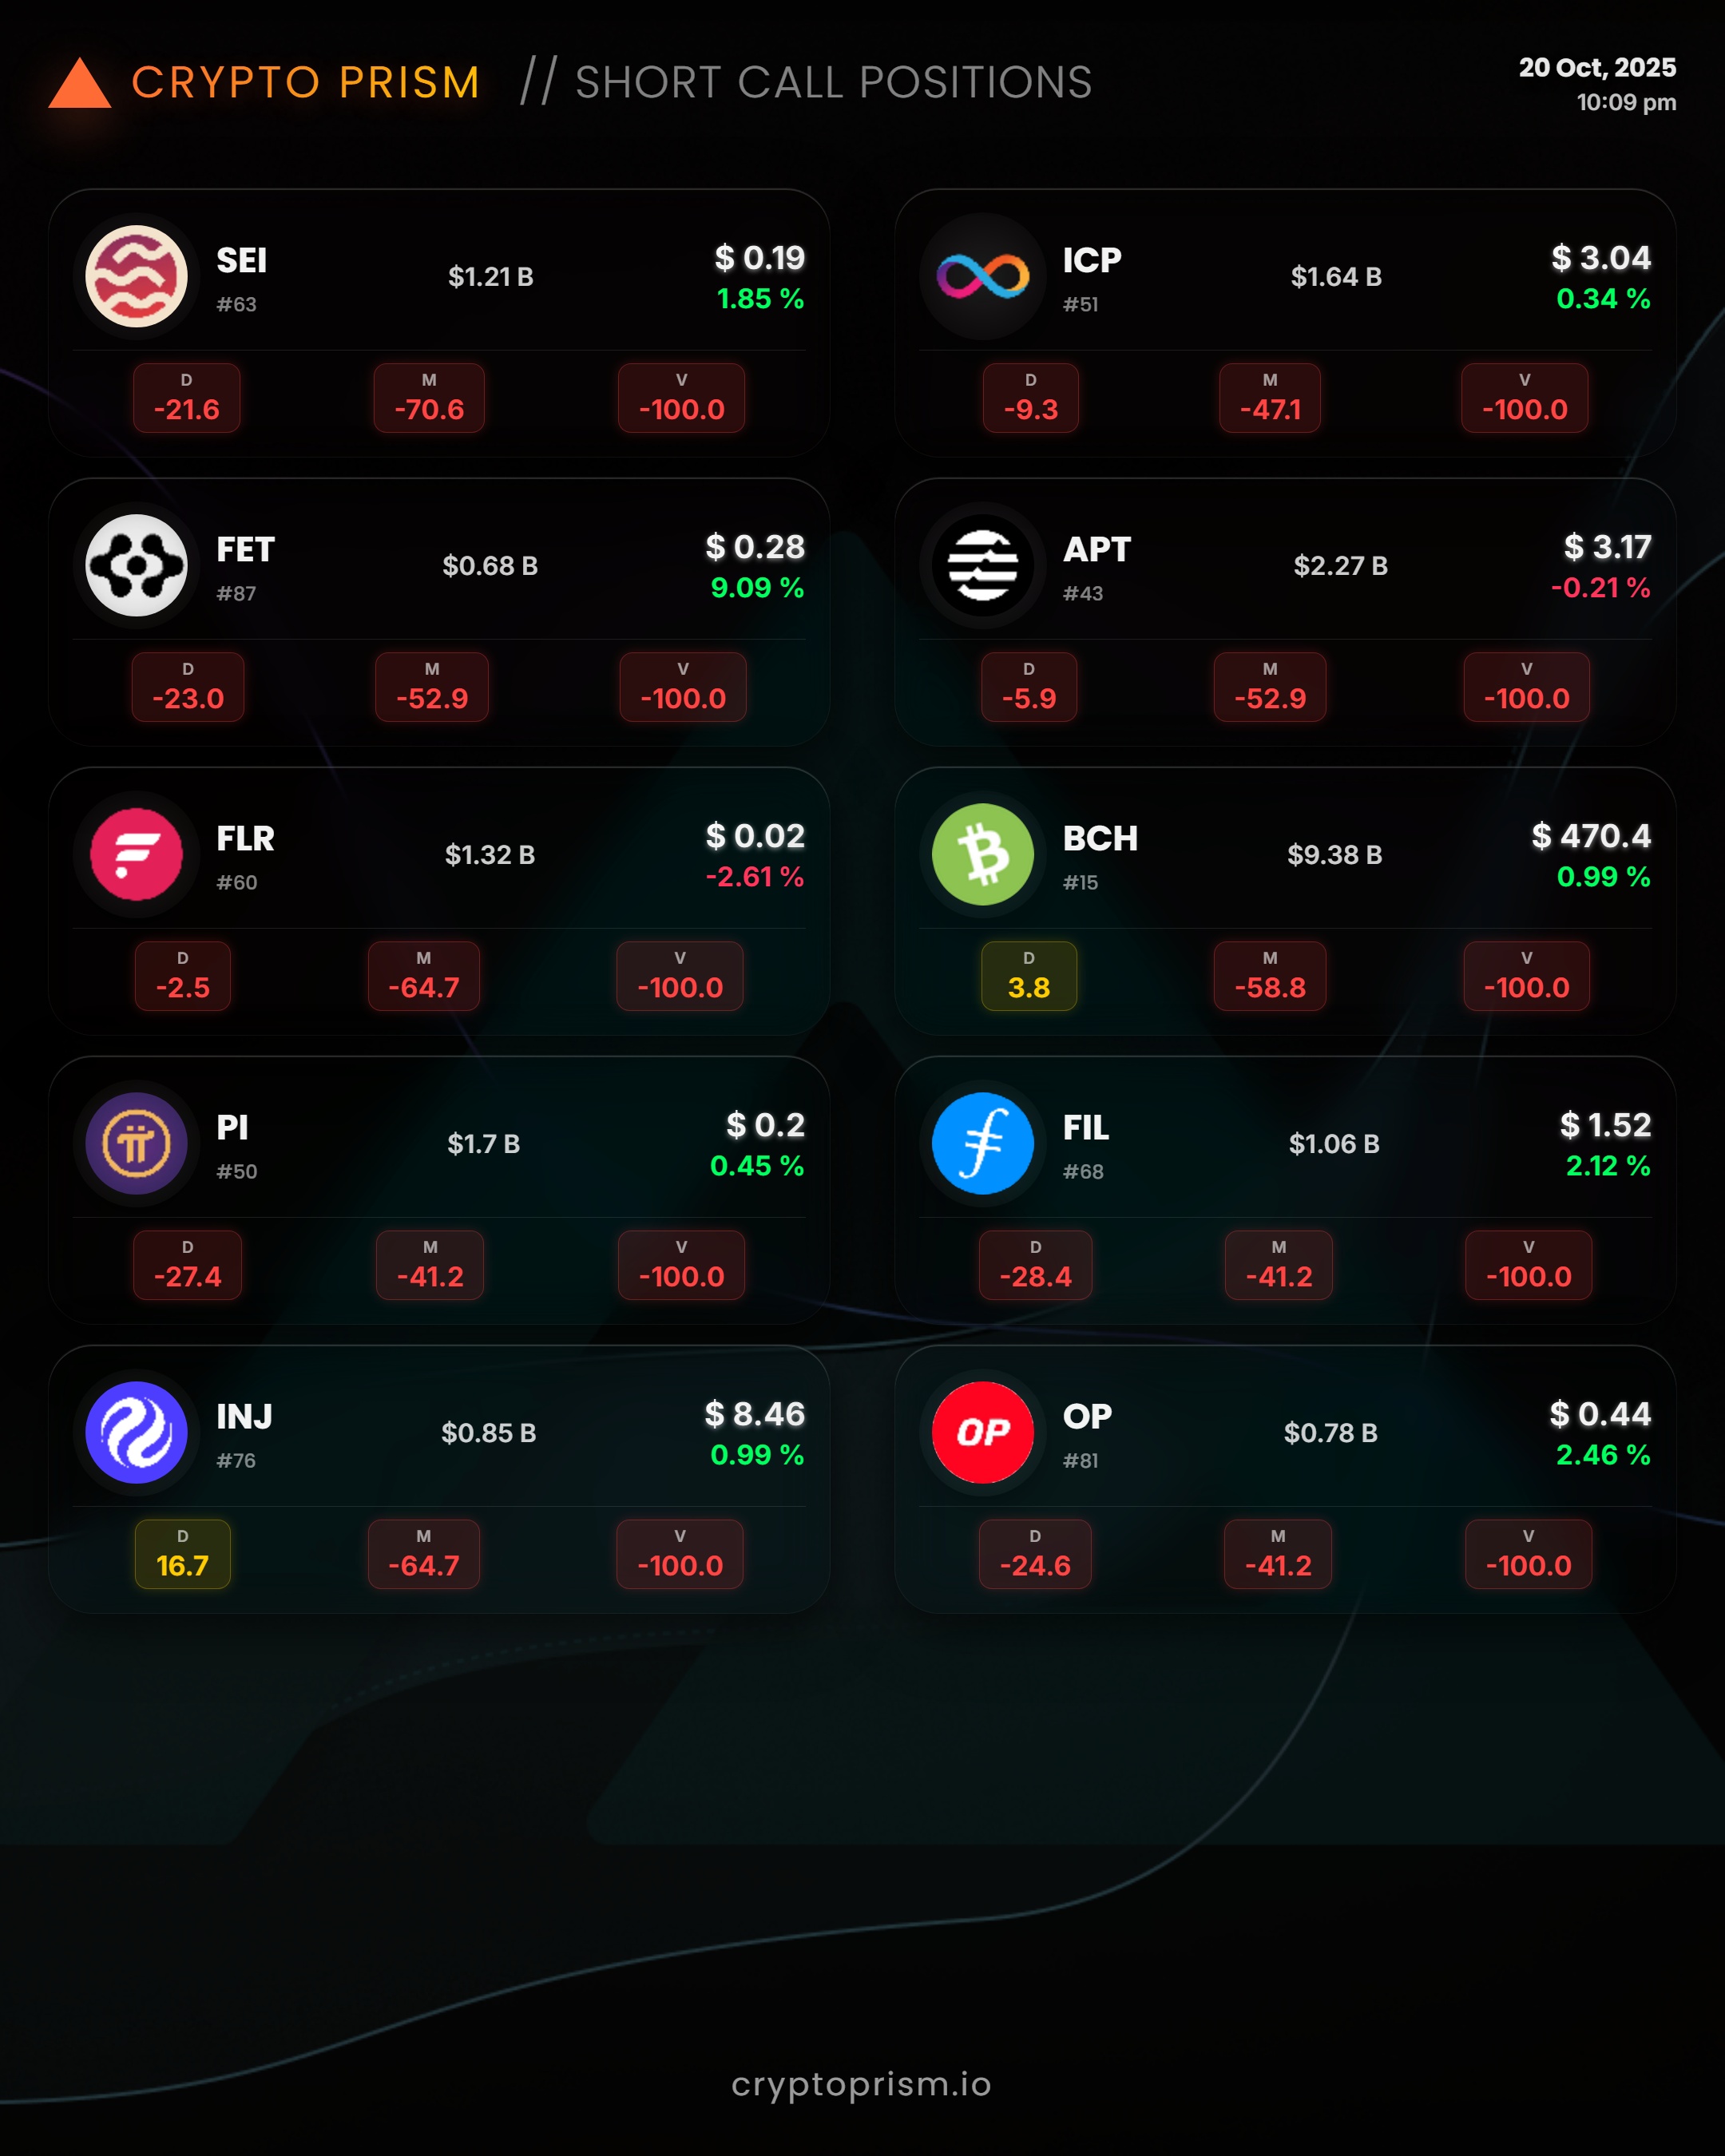 CRYPTO PRISM // SHORT CALL POSITIONS
20 Oct, 2025
10:09 pm
SEI
#63
$1.21 B
$ 0.19
1.85 %
D
-21.6
M
-70.6
V
-100.0
ICP
#51
$1.64 B
$ 3.04
0.34 %
D
-9.3
M
-47.1
V
-100.0
FET
#87
$0.68 B
$ 0.28
9.09 %
D
-23.0
M
-52.9
V
-100.0
APT
#43
$2.27 B
$ 3.17
-0.21 %
D
-5.9
M
-52.9
V
-100.0
FLR
#60
$1.32 B
$ 0.02
-2.61 %
D
-2.5
M
-64.7
V
-100.0
BCH
#15
$9.38 B
$ 470.4
0.99 %
D
3.8
M
-58.8
V
-100.0
PI
#50
$1.7 B
$ 0.2
0.45 %
D
-27.4
M
-41.2
V
-100.0
FIL
#68
$1.06 B
$ 1.52
2.12 %
D
-28.4
M
-41.2
V
-100.0
INJ
#76
$0.85 B
$ 8.46
0.99 %
D
16.7
M
-64.7
V
-100.0
OP
OP
#81
$0.78 B
$ 0.44
2.46 %
D
-24.6
M
-41.2
V
-100.0
cryptoprism.io